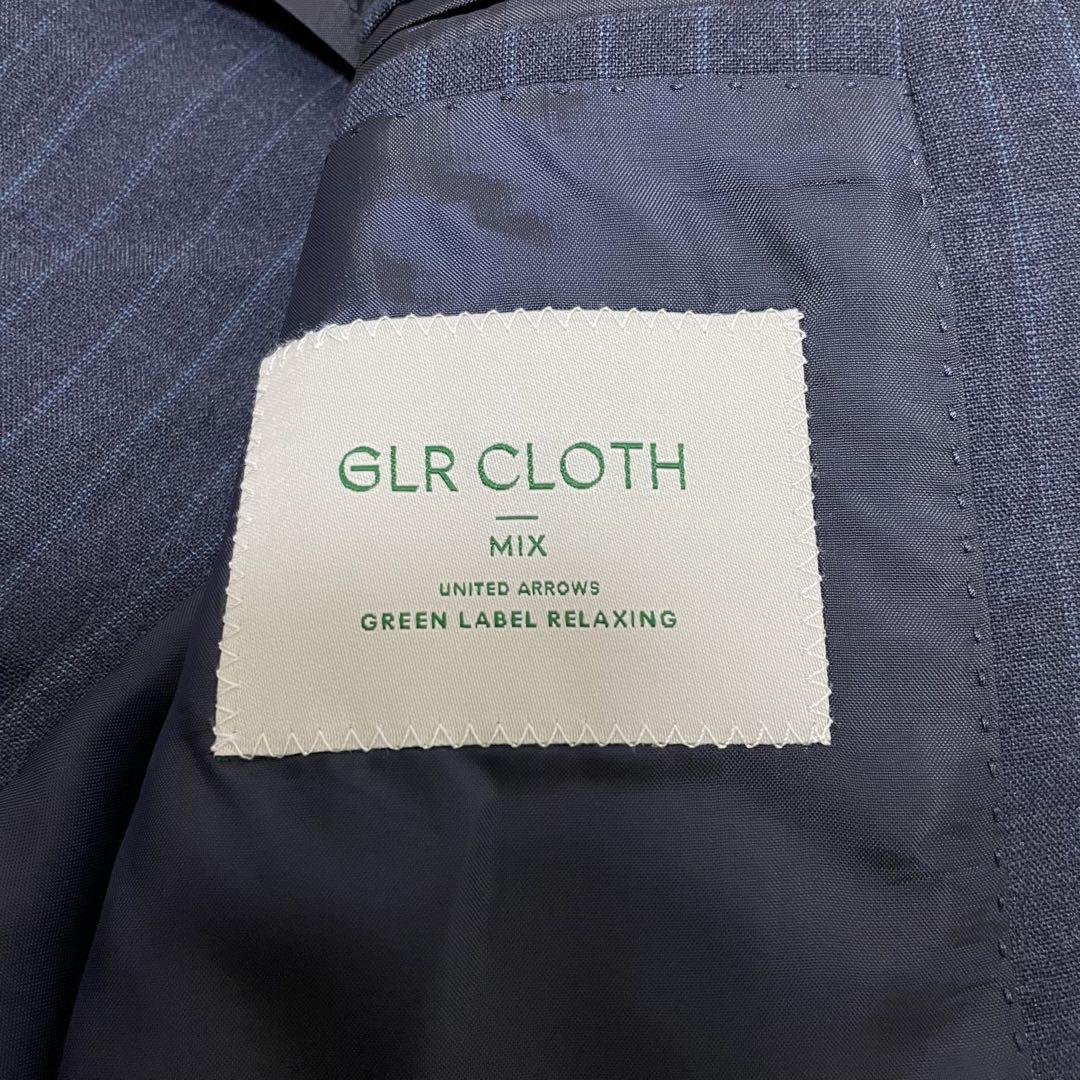 GLR CLOTH
MIX
UNITED ARROWS
GREEN LABEL RELAXING